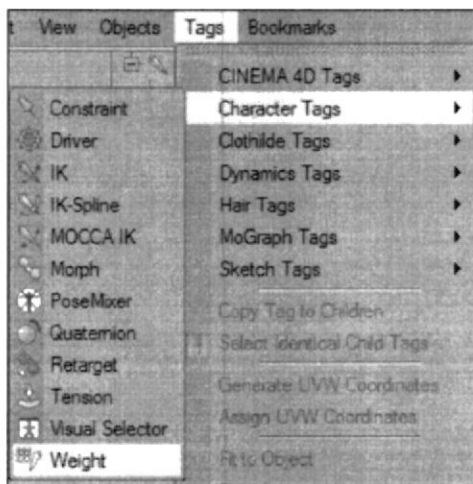 t View Objects Tags Bookmarks
CINEMA 4D Tags
Character Tags
Clothilde Tags
Dynamics Tags
Hair Tags
MoGraph Tags
Sketch Tags
Copy Tag to Children
Select Identical Child Tags
Generate UVW Coordinates
Assign UVW Coordinates
Fit to Object
Constraint
Driver
IK
IK-Spline
MOCCA IK
Morph
PoseMixer
Quaternion
Retarget
Tension
Visual Selector
Weight